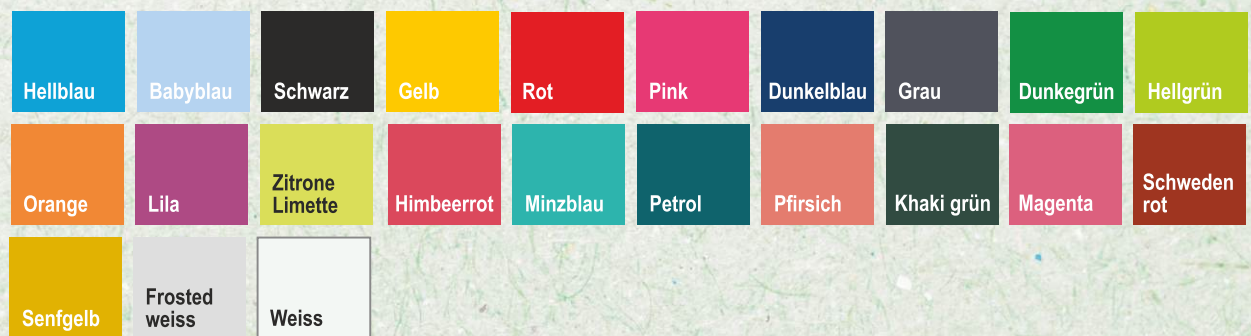 Hellblau
Babyblau
Schwarz
Gelb
Rot
Pink
Dunkelblau
Grau
Dunkegrün
Hellgrün
Orange
Lila
Zitrone
Limette
Himbeerrot
Minzblau
Petrol
Pfirsich
Khaki grün
Magenta
Schweden
rot
Senfgelb
Frosted
weiss
Weiss